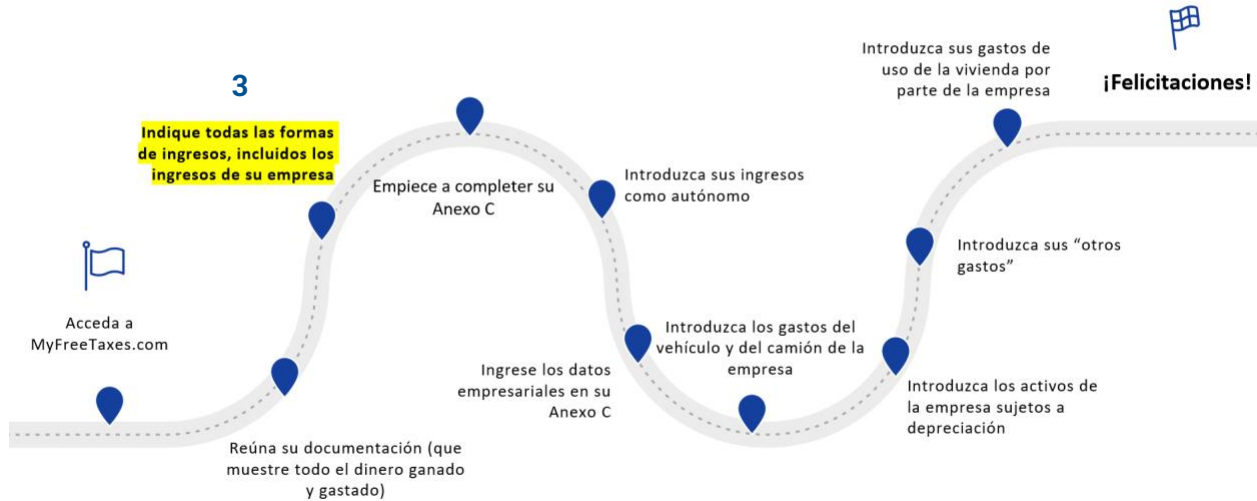 Acceda a
MyFreeTaxes.com
Reúna su documentación (que
muestre todo el dinero ganado
y gastado)
3
Indique todas las formas
de ingresos, incluidos los
ingresos de su empresa
Empiece a completer su
Anexo C
Introduzca sus ingresos
como autónomo
Ingrese los datos
empresariales en su
Anexo C
Introduzca los gastos del
vehículo y del camión de la
empresa
Introduzca los activos de
la empresa sujetos a
depreciación
Introduzca sus “otros
gastos”
Introduzca sus gastos de
uso de la vivienda por
parte de la empresa
¡Felicitaciones!